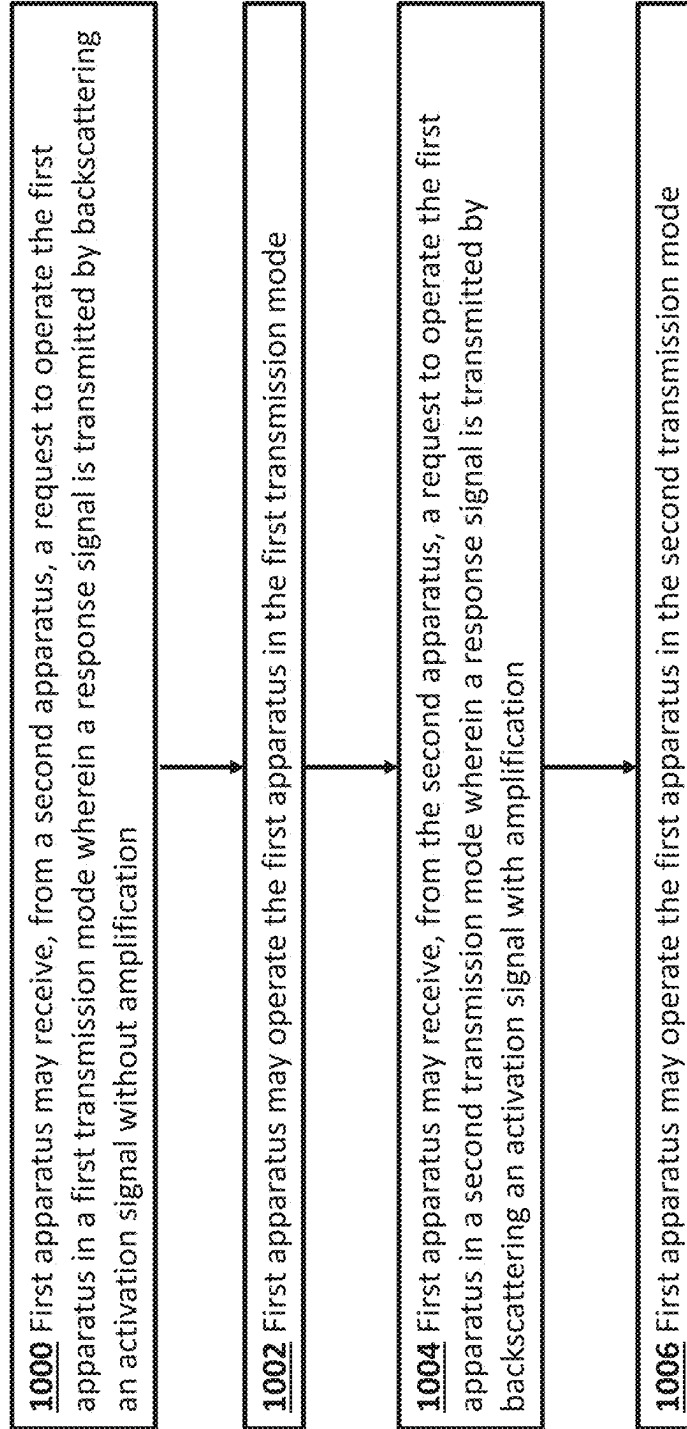 1000 First apparatus may receive, from a second apparatus, a request to operate the first
apparatus in a first transmission mode wherein a response signal is transmitted by backscattering
an activation signal without amplification
1002 First apparatus may operate the first apparatus in the first transmission mode
1004 First apparatus may receive, from the second apparatus, a request to operate the first
apparatus in a second transmission mode wherein a response signal is transmitted by
backscattering an activation signal with amplification
1006 First apparatus may operate the first apparatus in the second transmission mode